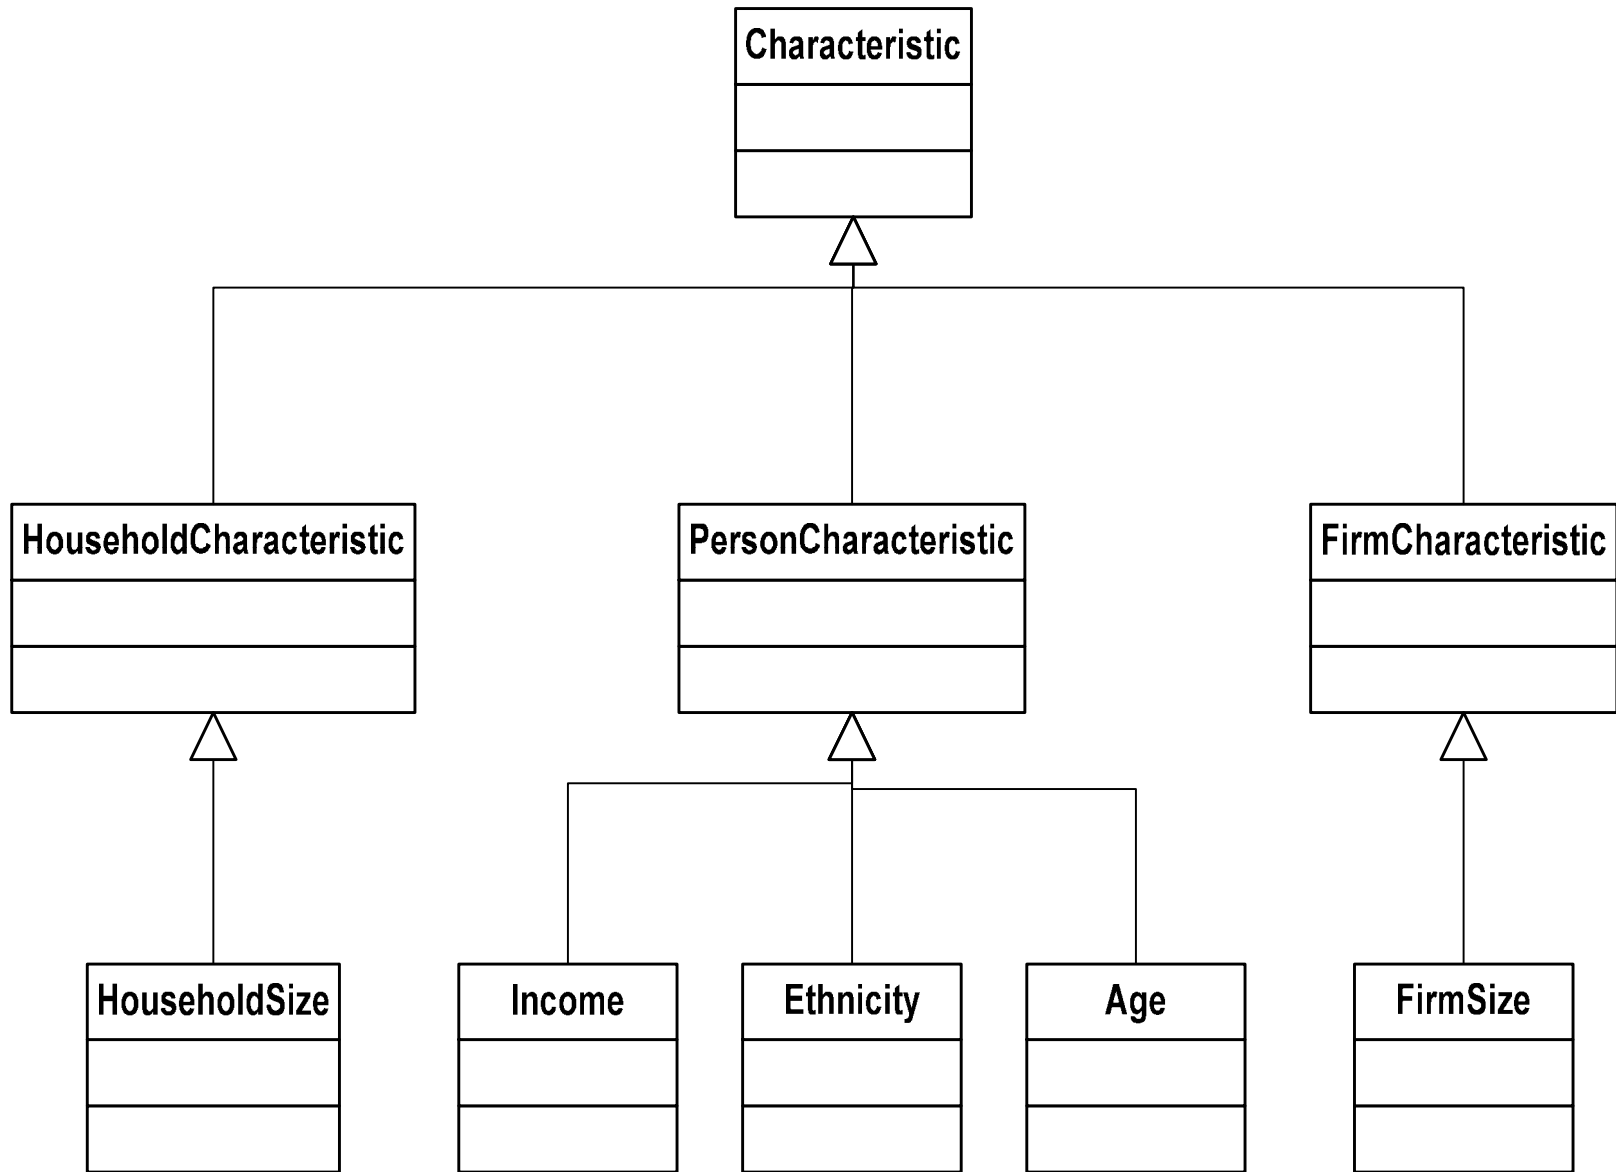 Characteristic
HouseholdCharacteristic
PersonCharacteristic
FirmCharacteristic
HouseholdSize
Income
Ethnicity
Age
FirmSize